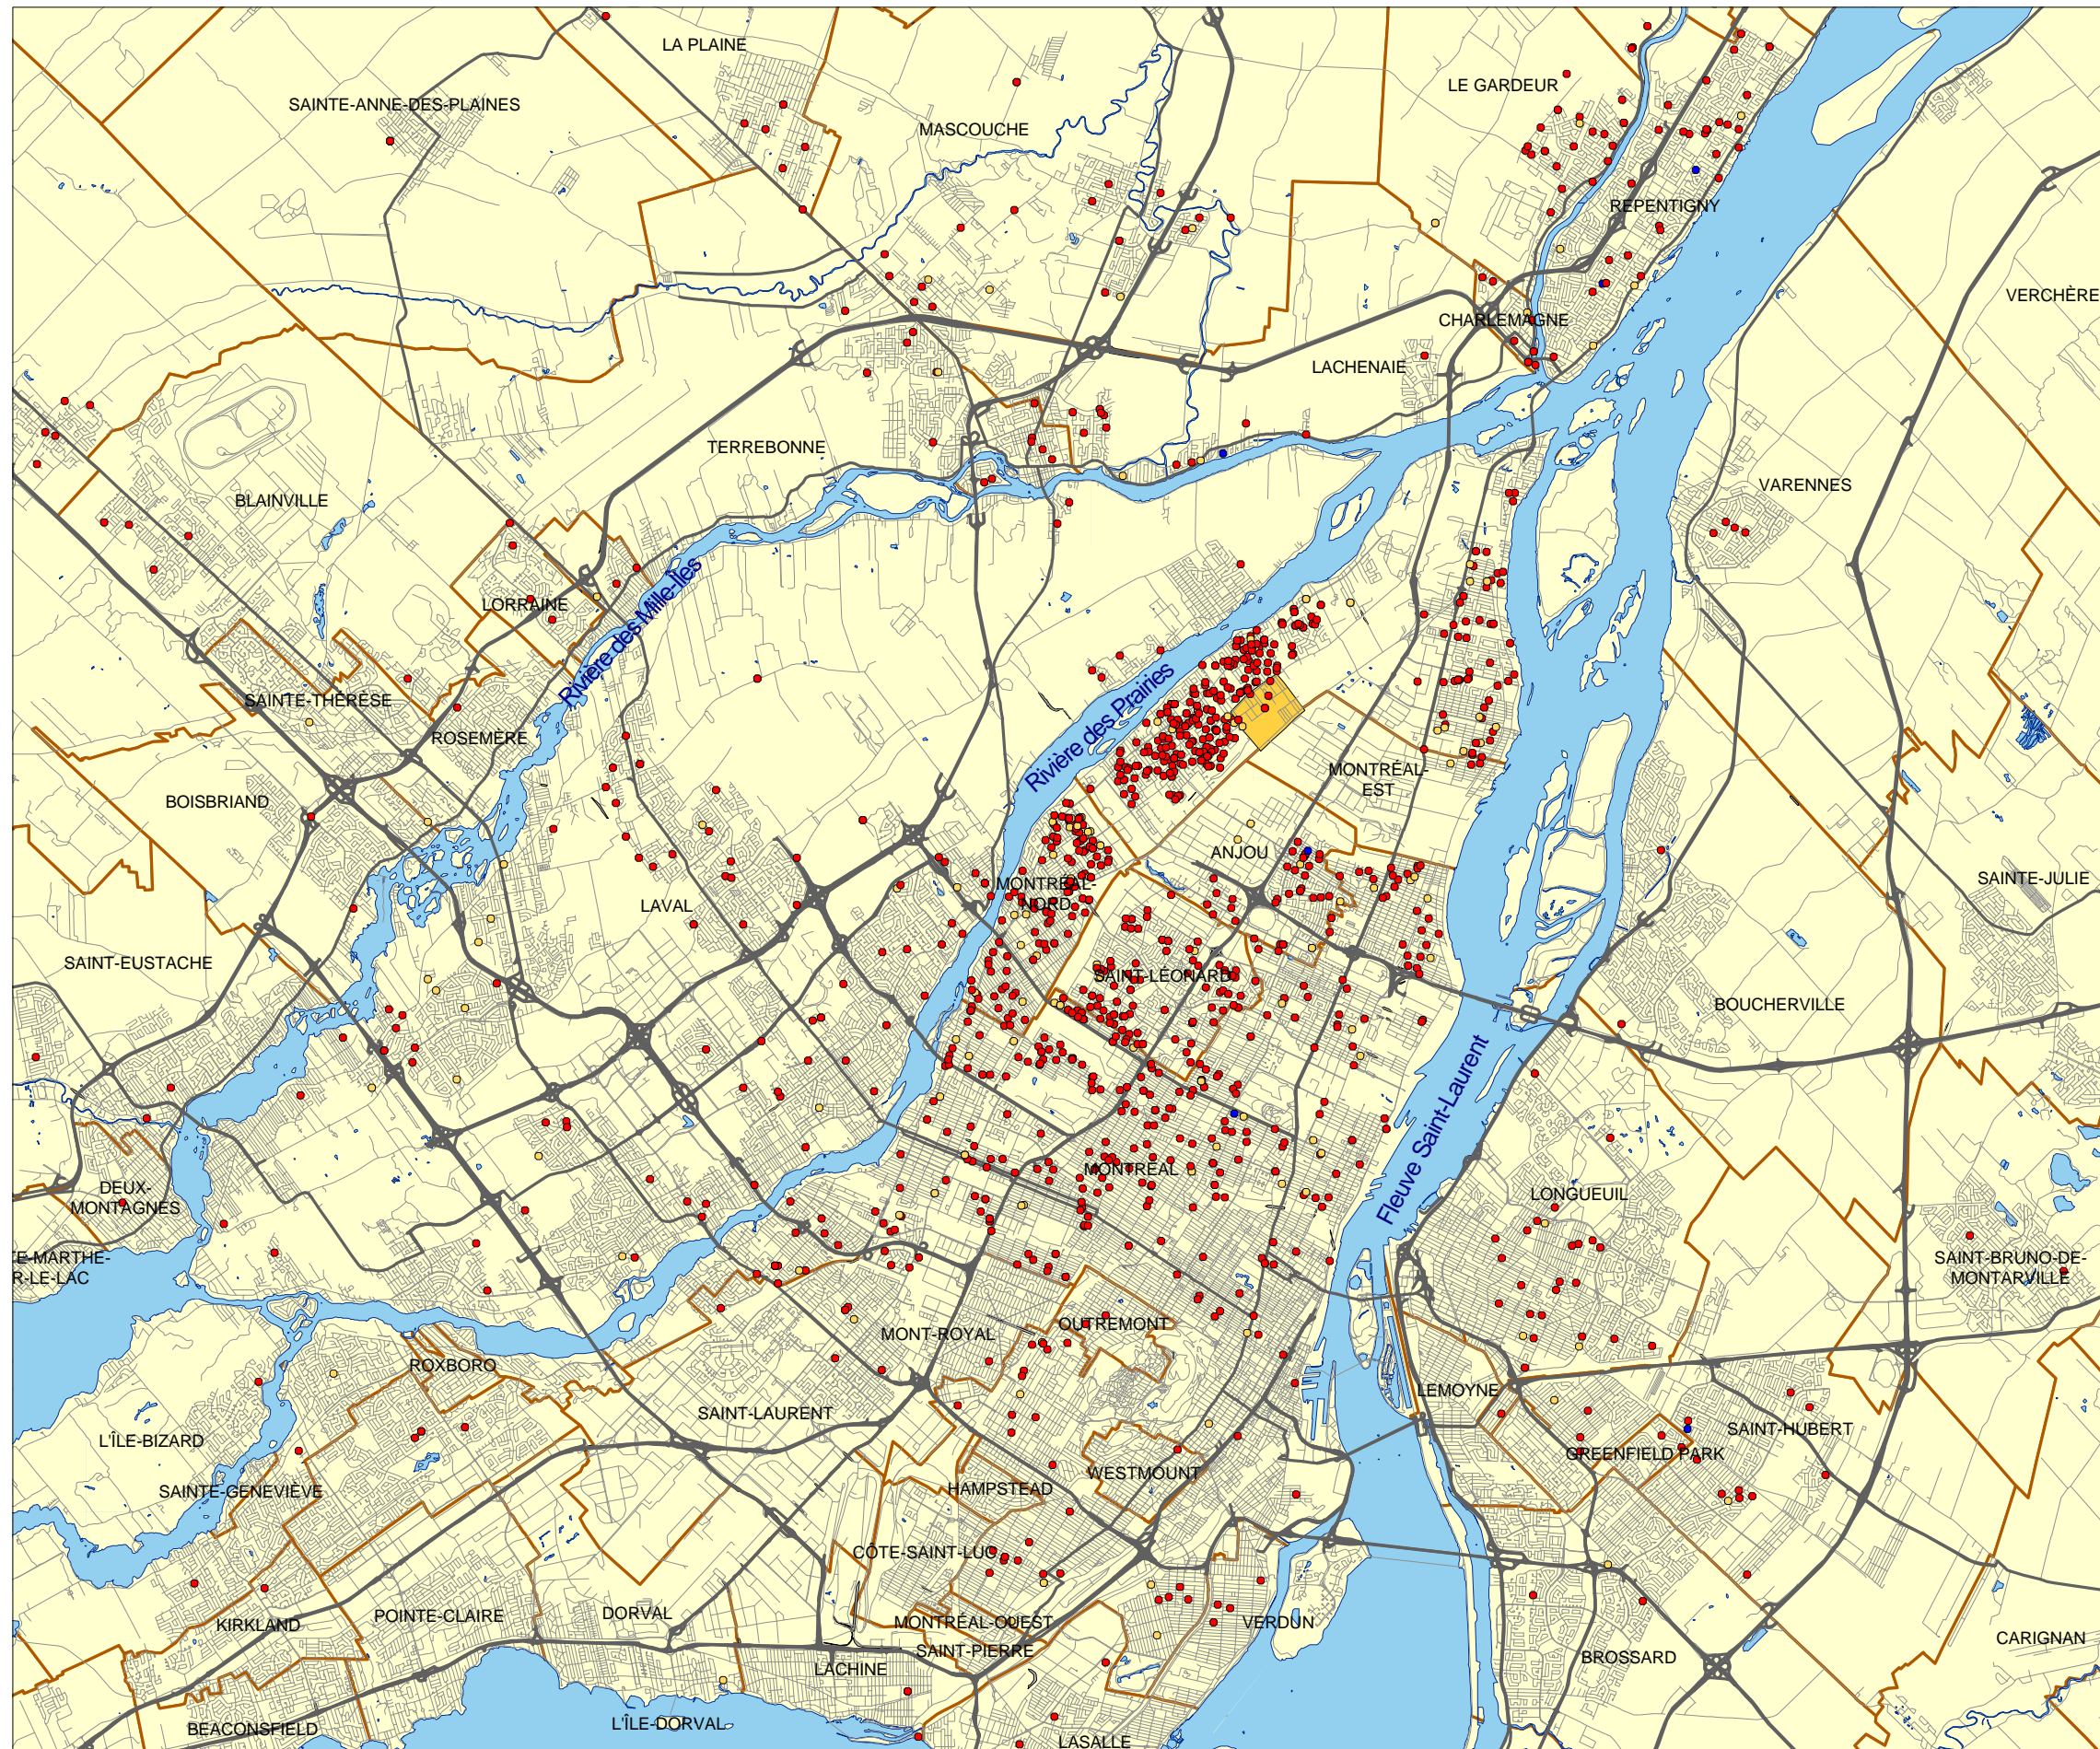 LA PLAINE
LE GARDEUR
SAINTE-ANNE-DES-PLAINES
MASCOUCHE
REPENTIGNY
VERCHÈRE
CHARLEMAGNE
LACHENAIE
TERREBONNE
BLAINVILLE
VARENNES
LORRAINE
Rivière des Mille-Îles
SAINTE-THÉRÈSE
ROSEMÈRE
Rivière des Prairies
BOISBRIAND
MONTRÉAL-
EST
ANJOU
MONTRÉAL-
NORD
LAVAL
SAINTE-JULIE
SAINT-EUSTACHE
SAINT-LÉONARD
BOUCHERVILLE
Fleuve Saint-Laurent
MONTRÉAL
DEUX-
MONTAGNES
LONGUEUIL
TE-MARTHE-
R-LE-LAC
SAINT-BRUNO-DE-
MONTARVILLE
OUTREMONT
MONT-ROYAL
ROXBORO
LEMOYNE
SAINT-LAURENT
SAINT-HUBERT
L'ÎLE-BIZARD
GREENFIELD PARK
WESTMOUNT
HAMPSTEAD
SAINTE-GENEVIÈVE
CÔTE-SAINT-LUC
POINTE-CLAIRE
DORVAL
KIRKLAND
MONTRÉAL-OUEST
VERDUN
CARIGNAN
SAINT-PIERRE
BROSSARD
LACHINE
L'ÎLE-DORVAL
BEACONSFIELD
LASALLE